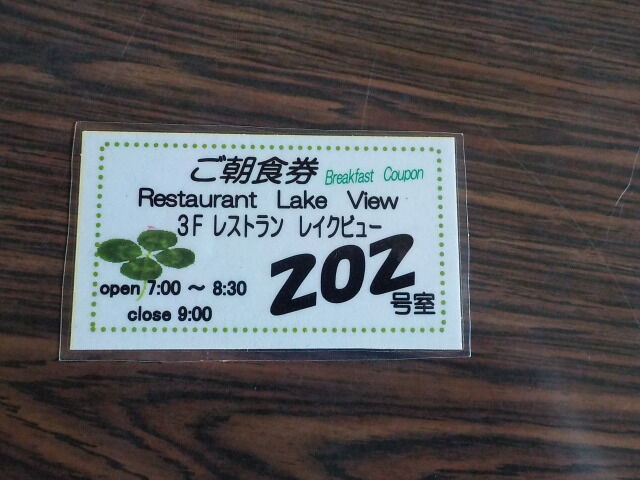 ご朝食券 Breakfast Coupon
Restaurant Lake View
3F レストラン レイクビュー
202
号室
open 7:00 ～ 8:30
close 9:00